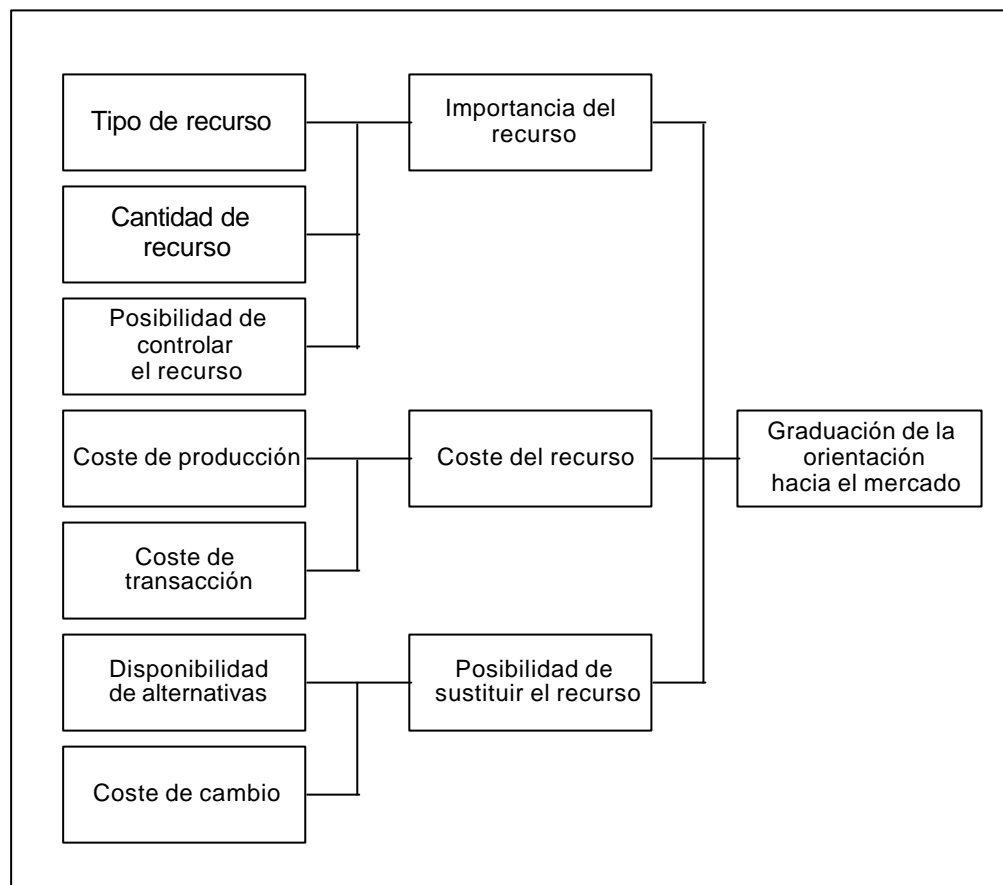 Tipo de recurso
Importancia del
recurso
Cantidad de
recurso
Posibilidad de
controlar
el recurso
Coste de producción
Coste del recurso
Graduación de la
orientación
hacia el mercado
Coste de
transacción
Disponibilidad
de alternativas
Posibilidad de
sustituir el recurso
Coste de cambio